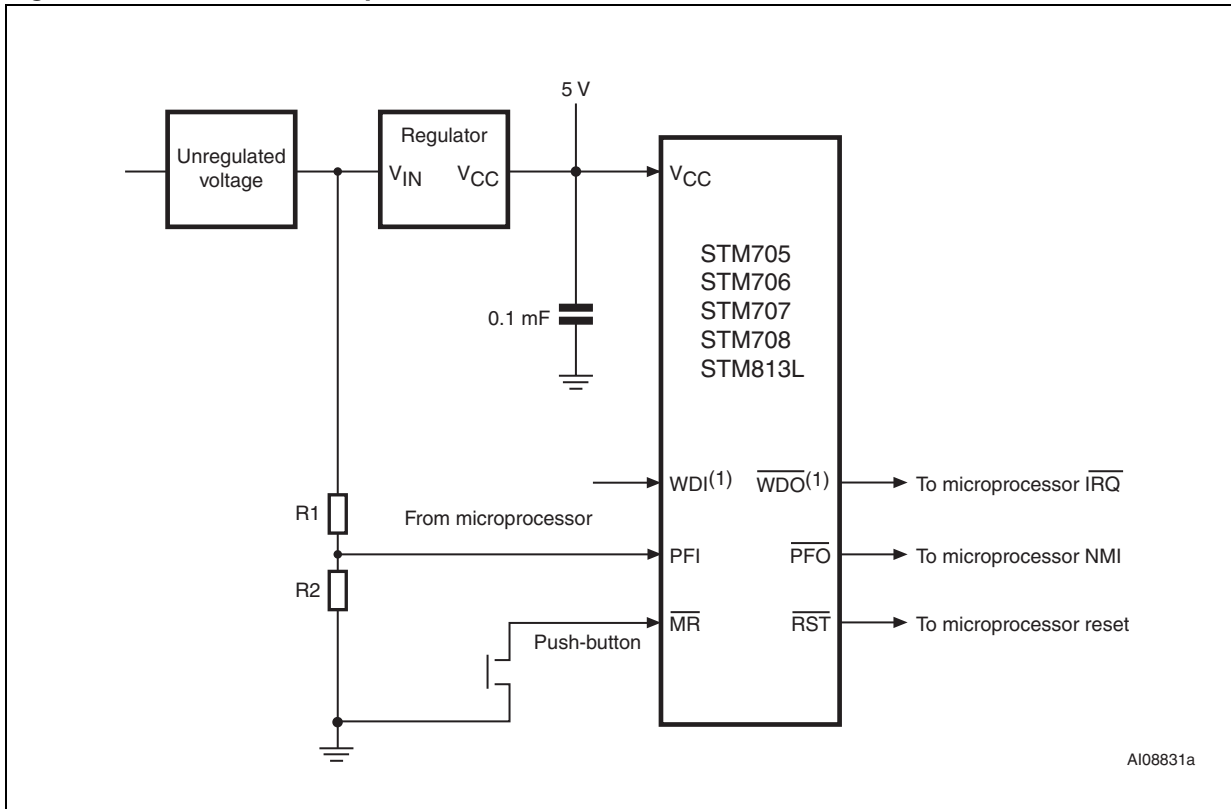 5 V
Unregulated
voltage
Regulator
VIN VCC
VCC
STM705
STM706
STM707
STM708
STM813L
0.1 mF
WDI(1) WDO(1) To microprocessor IRQ
R1 From microprocessor
PFI PFO To microprocessor NMI
R2
MR RST To microprocessor reset
Push-button
AI08831a